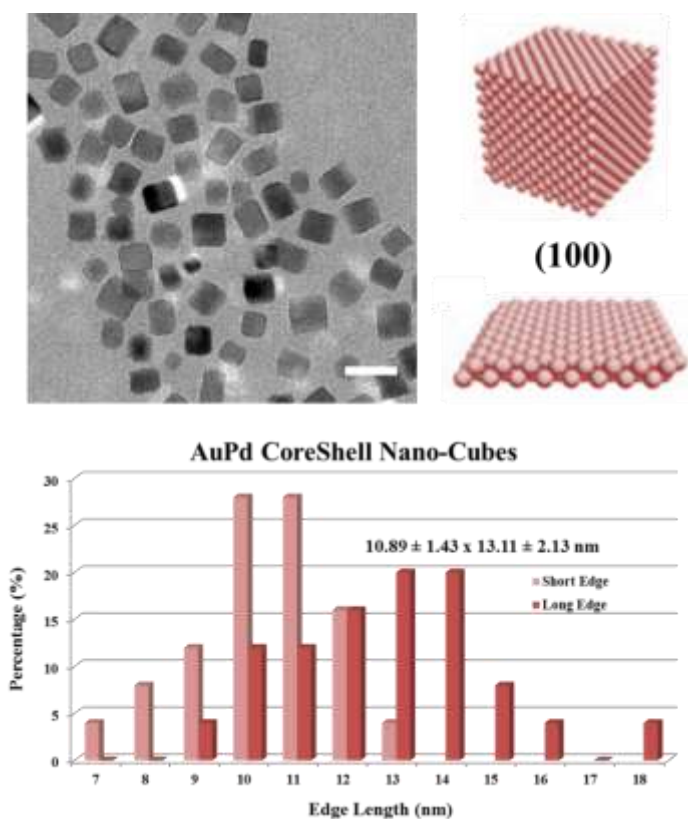 (100)
AuPd CoreShell Nano-Cubes
30
25
20
15
10
5
0
Percentage (%)
10.89 ± 1.43 x 13.11 ± 2.13 nm
Short Edge
Long Edge
7 8 9 10 11 12 13 14 15 16 17 18
Edge Length (nm)